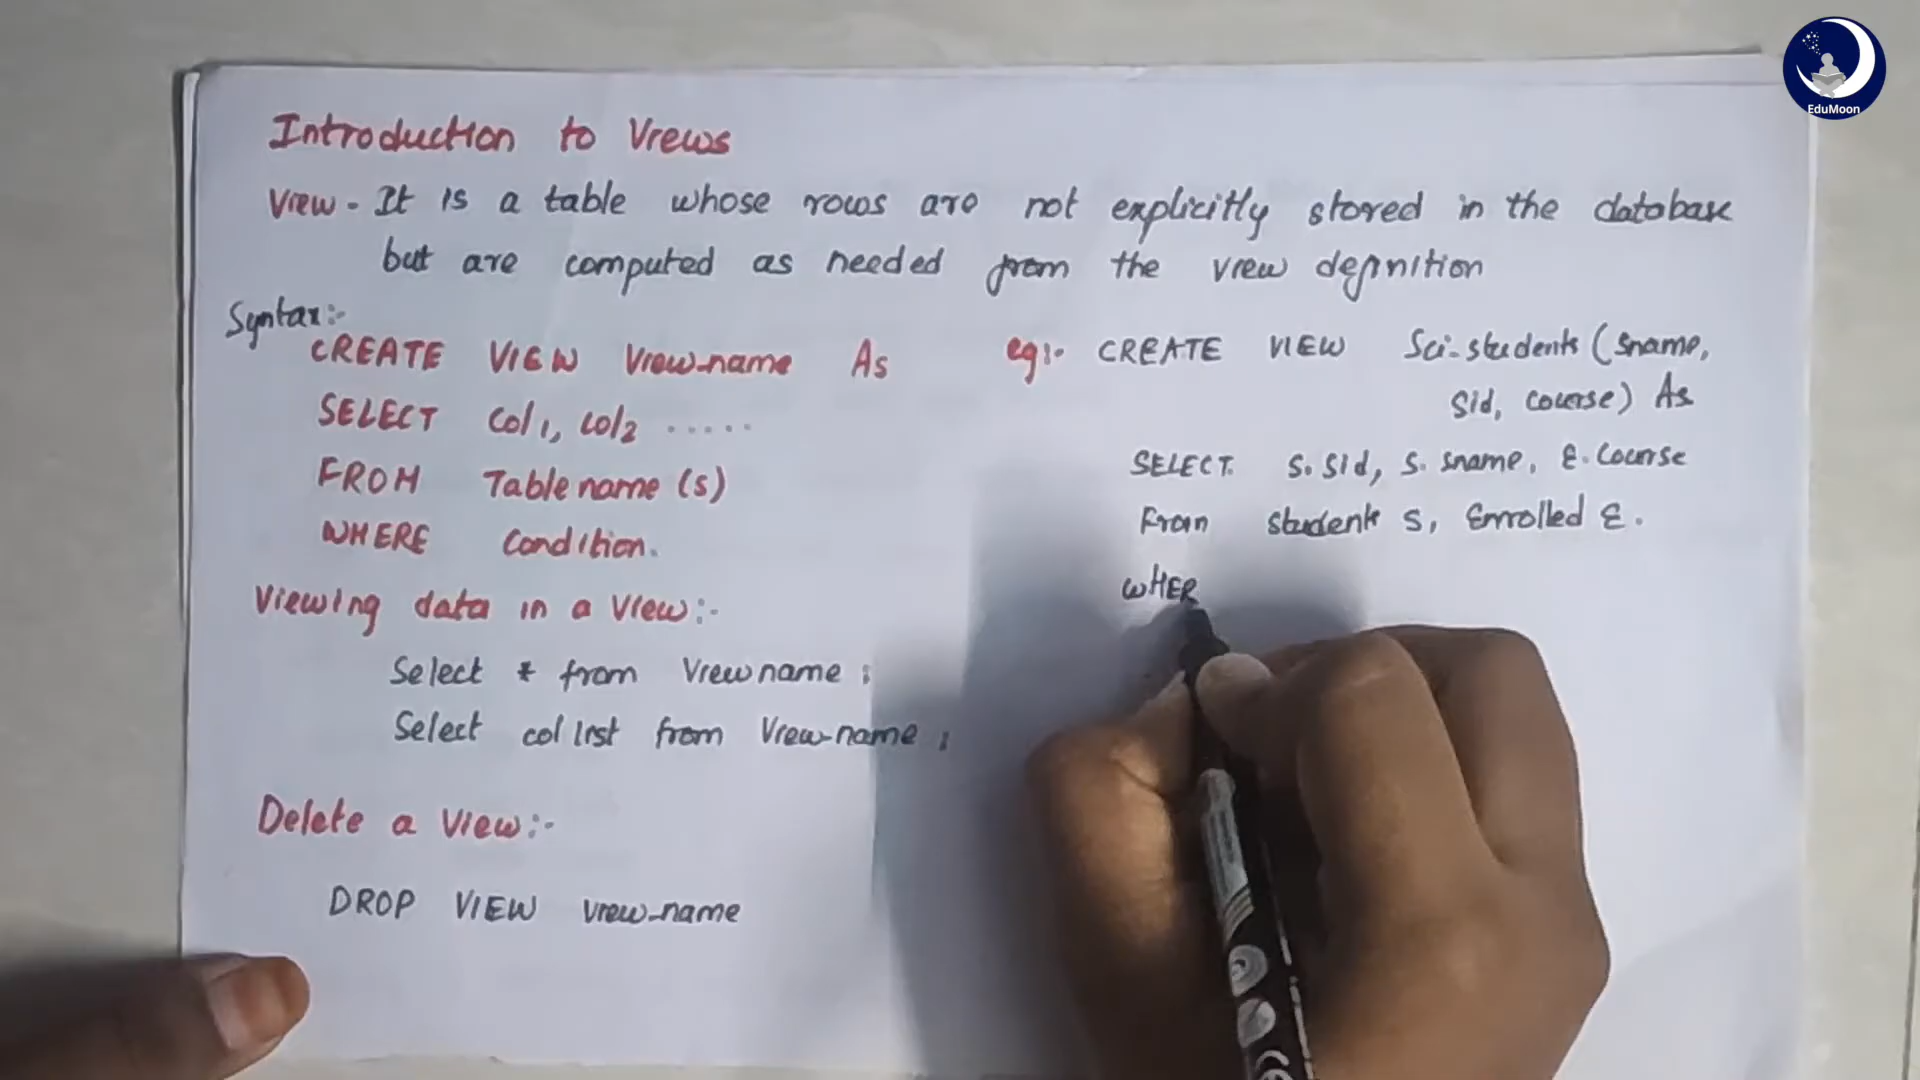 Introduction to Views
View - It is a table whose rows are not explicitly stored in the database
but are computed as needed from the view definition
Syntax:-
CREATE VIEW View-name As
SELECT Col1, Col2 .....
FROM Table name (s)
WHERE Condition.
Viewing data in a View:-
Select * from View name ;
Select col list from View-name ;
Delete a View:-
DROP VIEW view-name
eg:- CREATE VIEW Sci-students (Sname,
Sid, Course) As
SELECT. S. Sid, S. Sname, E. Course
From students S, Enrolled E.
WHER
EduMoon